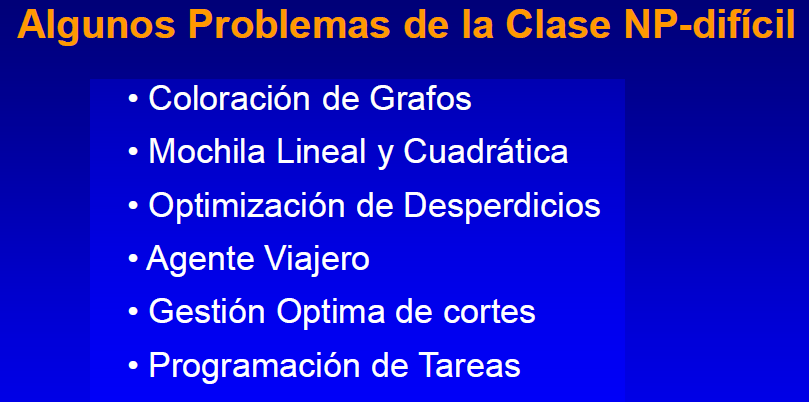 Algunos Problemas de la Clase NP-difícil
• Coloración de Grafos
• Mochila Lineal y Cuadrática
• Optimización de Desperdicios
• Agente Viajero
• Gestión Optima de cortes
• Programación de Tareas